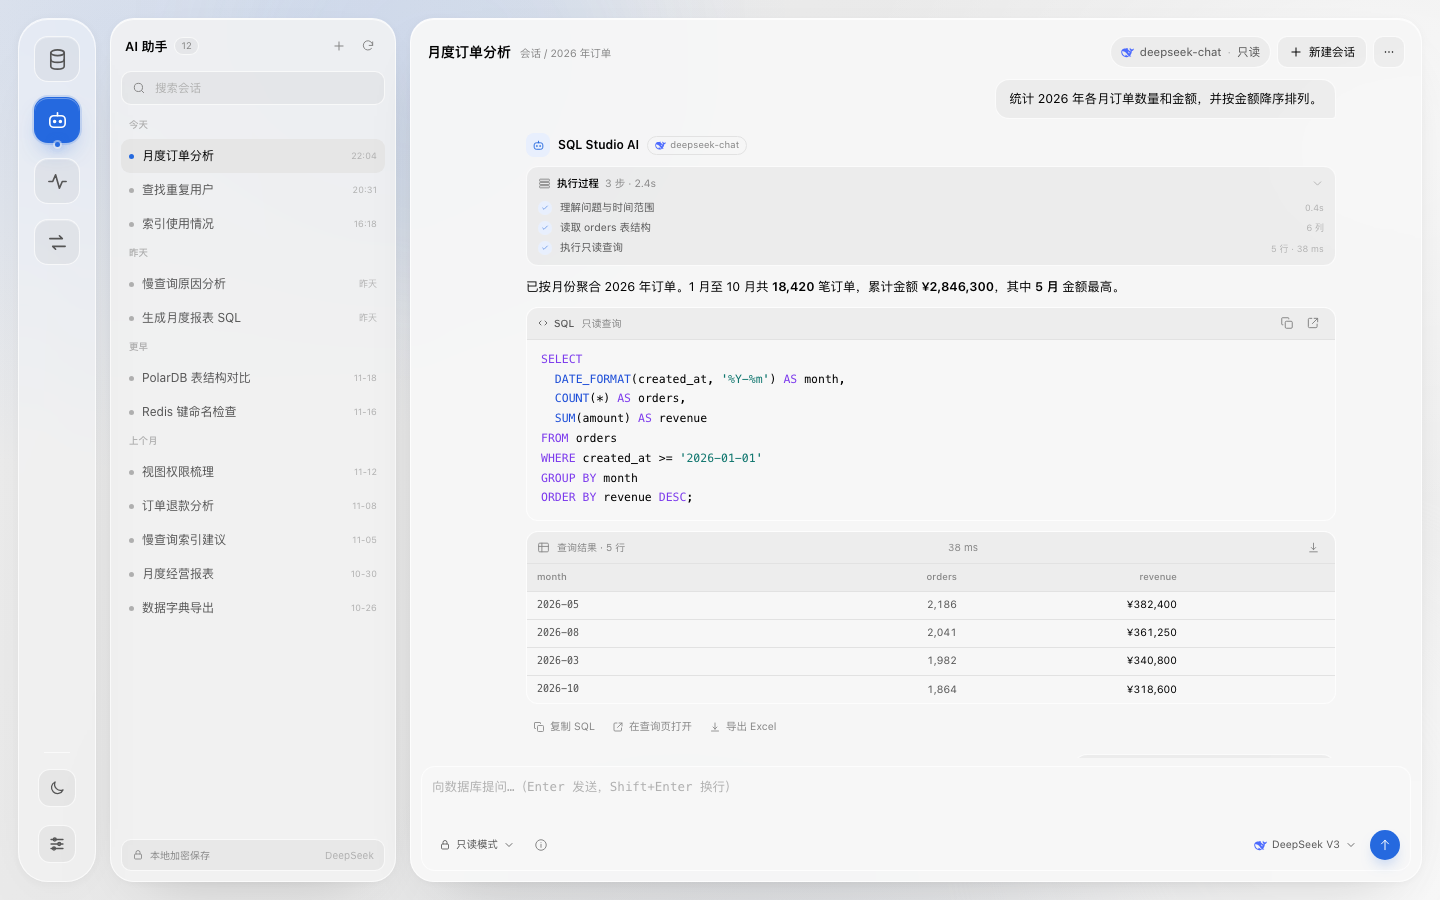 AI 助手 12
搜索会话
今天
月度订单分析 22:04
查找重复用户 20:31
索引使用情况 16:18
昨天
慢查询原因分析 昨天
生成月度报表 SQL 昨天
更早
PolarDB 表结构对比 11-18
Redis 键命名检查 11-16
上个月
视图权限梳理 11-12
订单退款分析 11-08
慢查询索引建议 11-05
月度经营报表 10-30
数据字典导出 10-26
本地加密保存 DeepSeek
月度订单分析 会话 / 2026 年订单
deepseek-chat · 只读
新建会话
统计 2026 年各月订单数量和金额，并按金额降序排列。
SQL Studio AI deepseek-chat
执行过程 3 步 · 2.4s
理解问题与时间范围 0.4s
读取 orders 表结构 6 列
执行只读查询 5 行 · 38 ms
已按月份聚合 2026 年订单。1 月至 10 月共 18,420 笔订单，累计金额 ¥2,846,300，其中 5 月 金额最高。
SQL 只读查询
SELECT
DATE_FORMAT(created_at, '%Y-%m') AS month,
COUNT(*) AS orders,
SUM(amount) AS revenue
FROM orders
WHERE created_at >= '2026-01-01'
GROUP BY month
ORDER BY revenue DESC;
查询结果 · 5 行 38 ms
month orders revenue
2026-05 2,186 ¥382,400
2026-08 2,041 ¥361,250
2026-03 1,982 ¥340,800
2026-10 1,864 ¥318,600
复制 SQL 在查询页打开 导出 Excel
向数据库提问… (Enter 发送，Shift+Enter 换行)
只读模式
DeepSeek V3